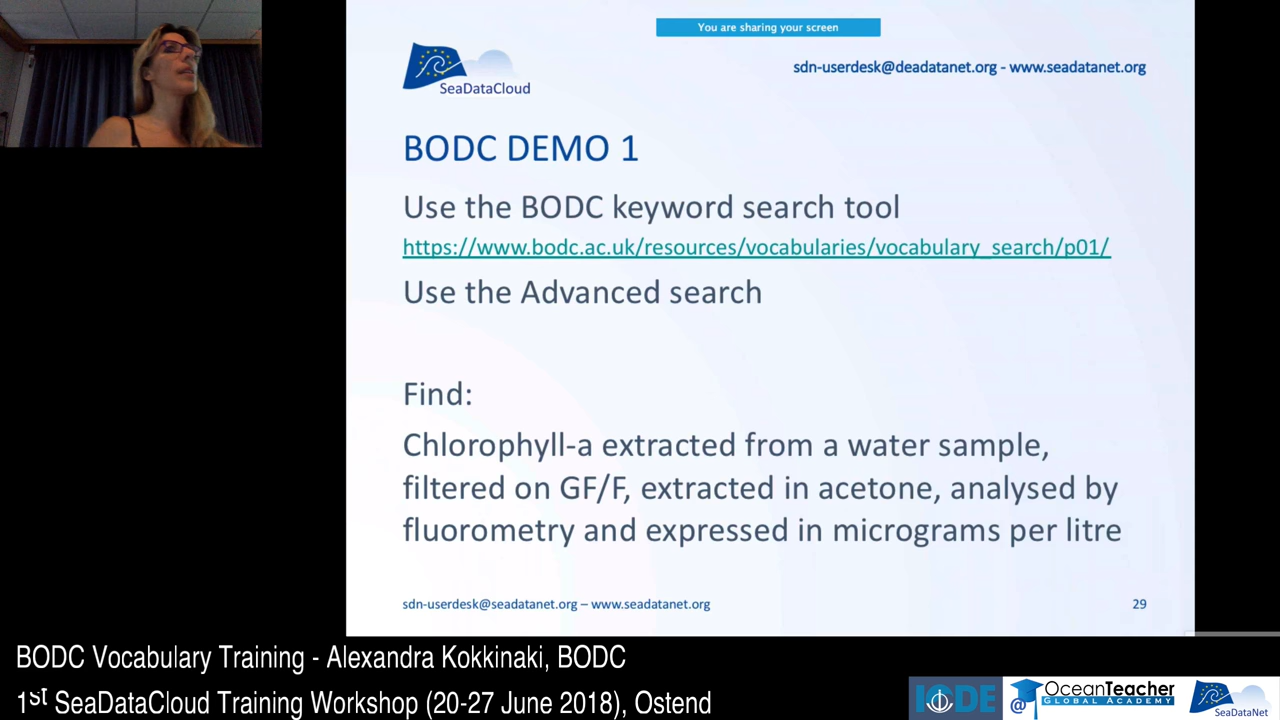 You are sharing your screen
SeaDataCloud
sdn-userdesk@deadatanet.org - www.seadatanet.org
BODC DEMO 1
Use the BODC keyword search tool
https://www.bodc.ac.uk/resources/vocabularies/vocabulary_search/p01/
Use the Advanced search
Find:
Chlorophyll-a extracted from a water sample,
filtered on GF/F, extracted in acetone, analysed by
fluorometry and expressed in micrograms per litre
sdn-userdesk@seadatanet.org – www.seadatanet.org
29
BODC Vocabulary Training - Alexandra Kokkinaki, BODC
1st SeaDataCloud Training Workshop (20-27 June 2018), Ostend
IODE
@ OceanTeacher
GLOBAL ACADEMY
SeaDataNet